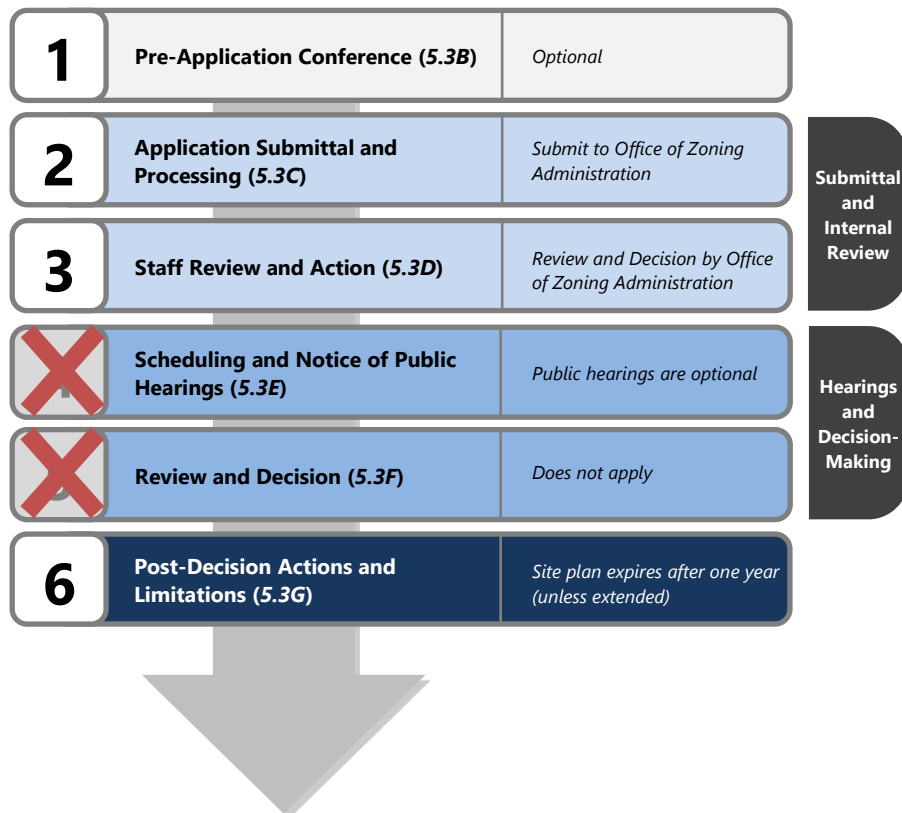 1
Pre-Application Conference (5.3B)
Optional
2
Application Submittal and
Processing (5.3C)
Submit to Office of Zoning
Administration
3
Staff Review and Action (5.3D)
Review and Decision by Office
of Zoning Administration
Submittal
and
Internal
Review
Scheduling and Notice of Public
Hearings (5.3E)
Public hearings are optional
Review and Decision (5.3F)
Does not apply
Hearings
and
Decision-
Making
6
Post-Decision Actions and
Limitations (5.3G)
Site plan expires after one year
(unless extended)